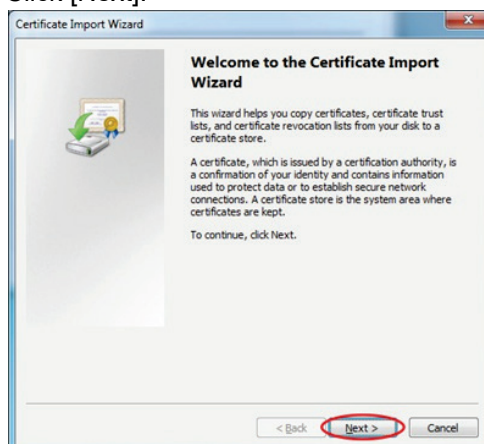 Click [Next].
Certificate Import Wizard
Welcome to the Certificate Import
Wizard
This wizard helps you copy certificates, certificate trust
lists, and certificate revocation lists from your disk to a
certificate store.
A certificate, which is issued by a certification authority, is
a confirmation of your identity and contains information
used to protect data or to establish secure network
connections. A certificate store is the system area where
certificates are kept.
To continue, click Next.
< Back
Next >
Cancel